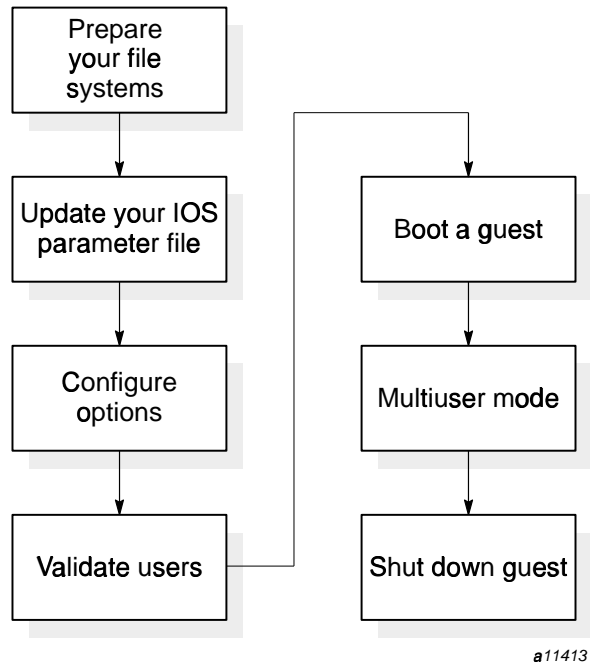 Prepare
your file
systems
Update your IOS
parameter file
Configure
options
Validate users
Boot a guest
Multiuser mode
Shut down guest
a11413